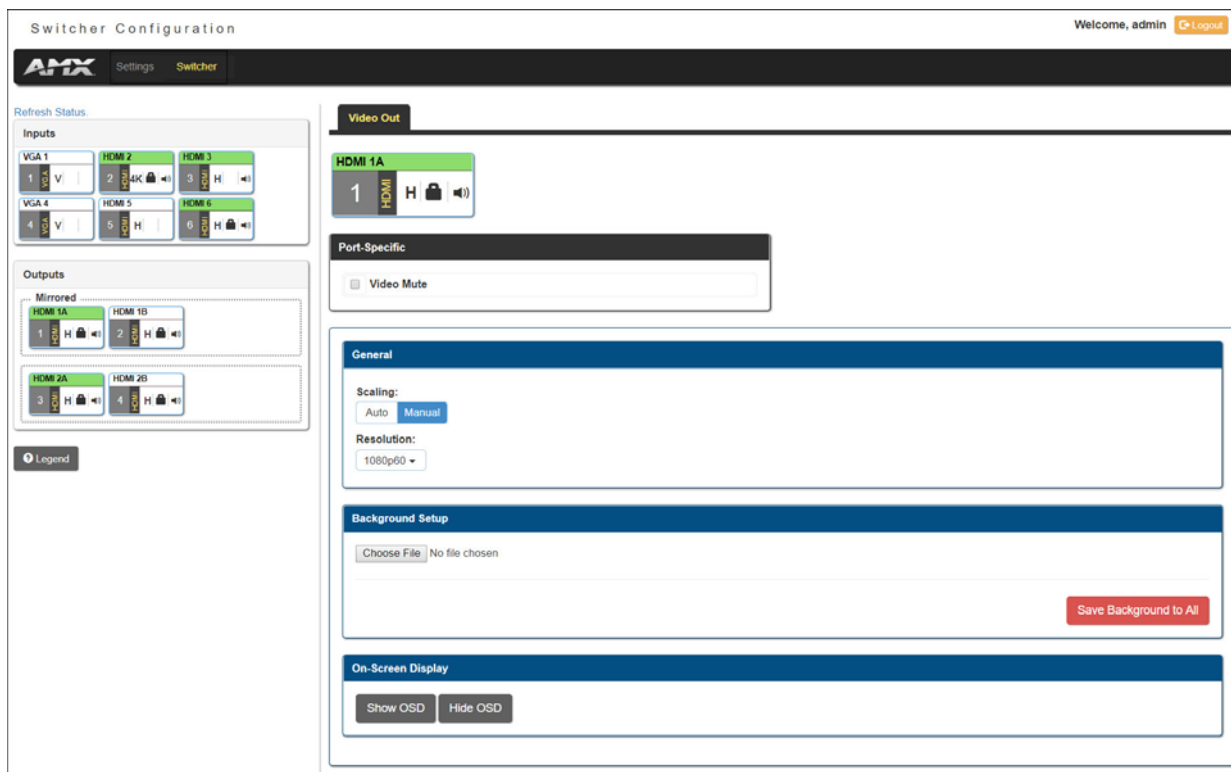 Switcher Configuration
Welcome, admin Logout
AMX Settings Switcher
Refresh Status.
Inputs
VGA 1 HDMI 2 HDMI 3
1 VGA V 2 HDMI 4K 3 HDMI H
VGA 4 HDMI 5 HDMI 6
4 VGA V 5 HDMI H 6 HDMI H
Outputs
Mirrored
HDMI 1A HDMI 1B
1 HDMI H 2 HDMI H
HDMI 2A HDMI 2B
3 HDMI H 4 HDMI H
Legend
Video Out
HDMI 1A
1 HDMI H
Port-Specific
Video Mute
General
Scaling:
Auto Manual
Resolution:
1080p60
Background Setup
Choose File No file chosen
Save Background to All
On-Screen Display
Show OSD Hide OSD